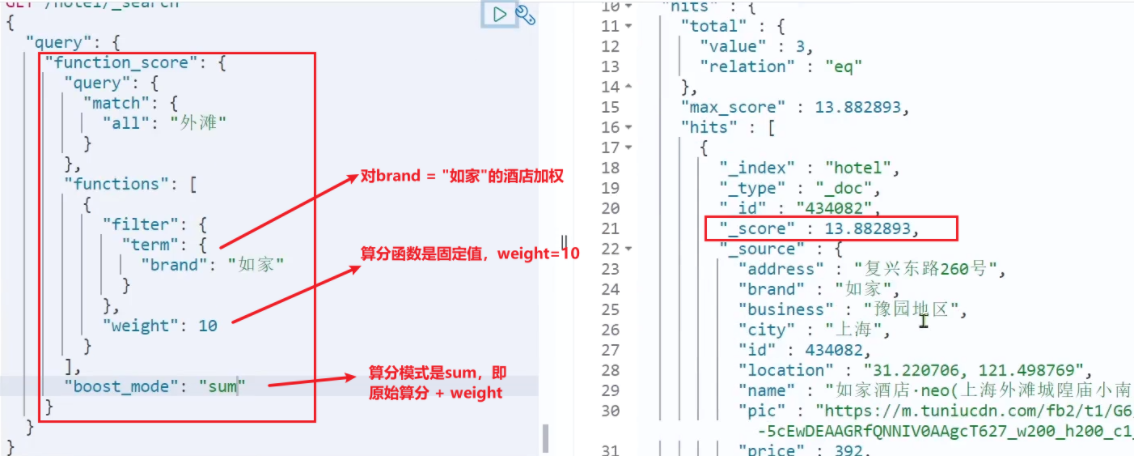 GET /hotel/_search
{
"query": {
"function_score": {
"query": {
"match": {
"all": "外滩"
}
},
"functions": [
{
"filter": {
"term": {
"brand": "如家"
}
},
"weight": 10
}
],
"boost_mode": "sum"
}
}
}
对brand = "如家"的酒店加权
算分函数是固定值，weight=10
算分模式是sum，即
原始算分 + weight
10 "hits" : {
11 "total" : {
12 "value" : 3,
13 "relation" : "eq"
14 },
15 "max_score" : 13.882893,
16 "hits" : [
17 {
18 "_index" : "hotel",
19 "_type" : "_doc",
20 "_id" : "434082",
21 "_score" : 13.882893,
22 "_source" : {
23 "address" : "复兴东路260号",
24 "brand" : "如家",
25 "business" : "豫园地区",
26 "city" : "上海",
27 "id" : 434082,
28 "location" : "31.220706, 121.498769",
29 "name" : "如家酒店·neo(上海外滩城隍庙小南
30 "pic" : "https://m.tuniucdn.com/fb2/t1/G6
-5cEwDEAAGRfQNNIV0AAgcT627_w200_h200_c1_
31 "price" : 392,